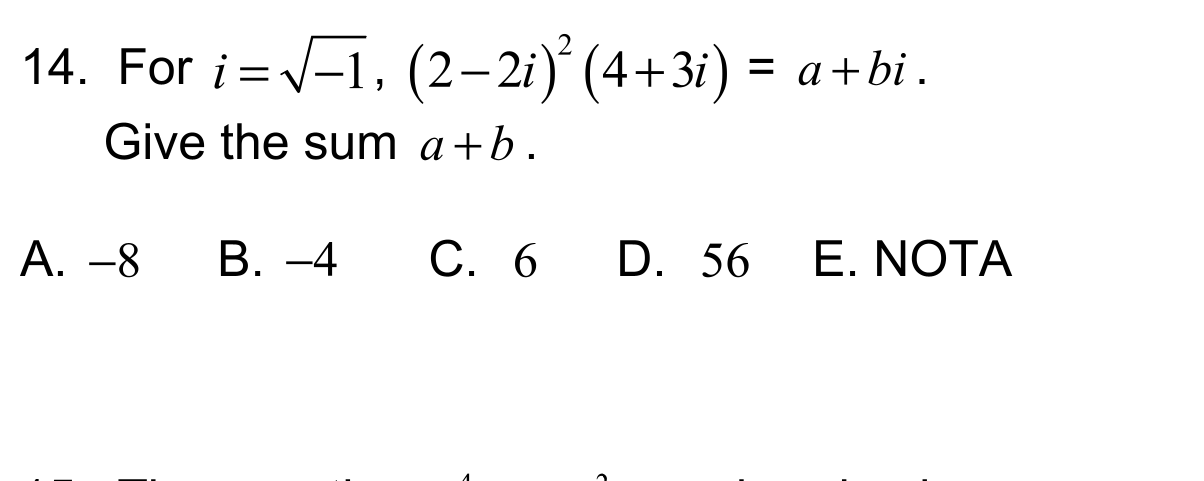 14. For i = √−1, (2−2i)² (4+3i) = a+bi.
Give the sum a+b.
A. −8 B. −4 C. 6 D. 56 E. NOTA